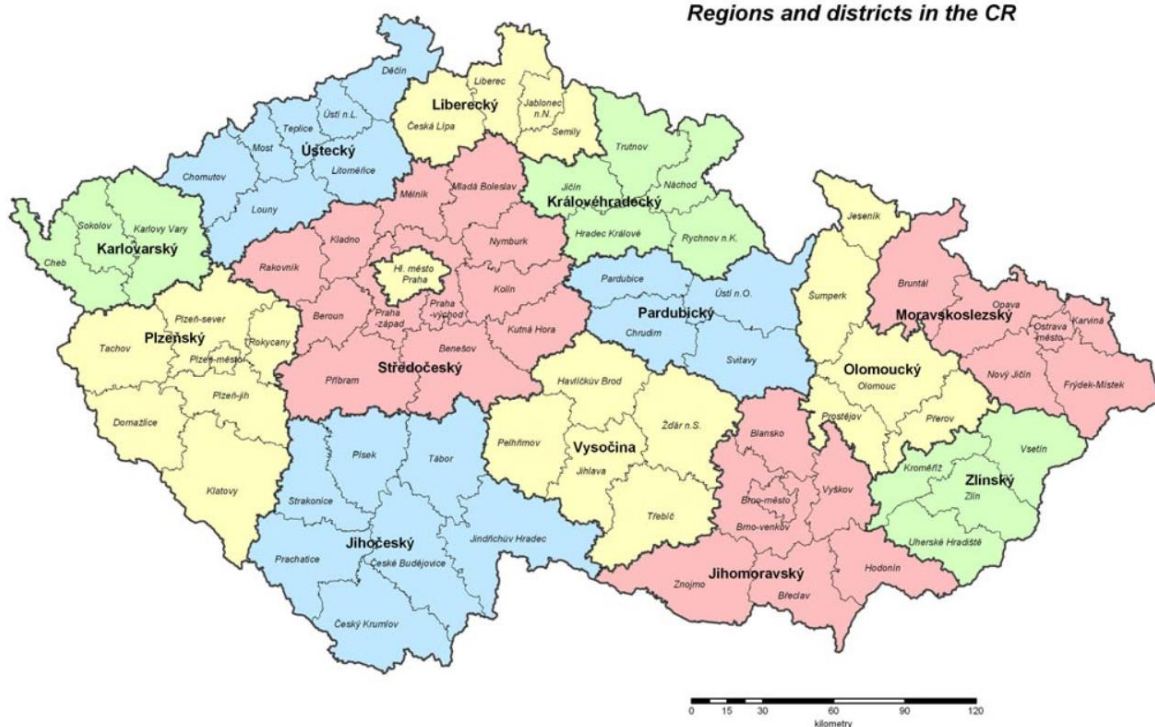 Regions and districts in the CR
Děčín
Liberec
Liberecký
Jablonec
n.N.
Česká Lípa
Semily
Ústí n.L.
Teplice
Most
Ústecký
Chomutov
Litoměřice
Louny
Trutnov
Jičín
Náchod
Královéhradecký
Hradec Králové
Rychnov n.K.
Mělník
Mladá Boleslav
Kladno
Nymburk
Rakovník
Hl. město
Praha
Kolín
Beroun
Praha
-západ
Praha
-východ
Kutná Hora
Benešov
Středočeský
Příbram
Sokolov
Karlovy Vary
Karlovarský
Cheb
Plzeň-sever
Plzeňský
Rokycany
Tachov
Plzeň-město
Plzeň-jih
Domažlice
Klatovy
Pardubice
Ústí n.O.
Pardubický
Chrudim
Svitavy
Jeseník
Šumperk
Olomoucký
Olomouc
Prostějov
Přerov
Bruntál
Opava
Karviná
Moravskoslezský
Ostrava
město
Nový Jičín
Frýdek-Místek
Havlíčkův Brod
Žďár n.S.
Pelhřimov
Vysočina
Jihlava
Třebíč
Písek
Tábor
Strakonice
Jindřichův Hradec
Jihočeský
Prachatice
České Budějovice
Český Krumlov
Blansko
Vyškov
Brno-město
Brno-venkov
Jihomoravský
Znojmo
Hodonín
Břeclav
Vsetín
Kroměříž
Zlínský
Zlín
Uherské Hradiště
0 15 30 60 90 120
kilometry